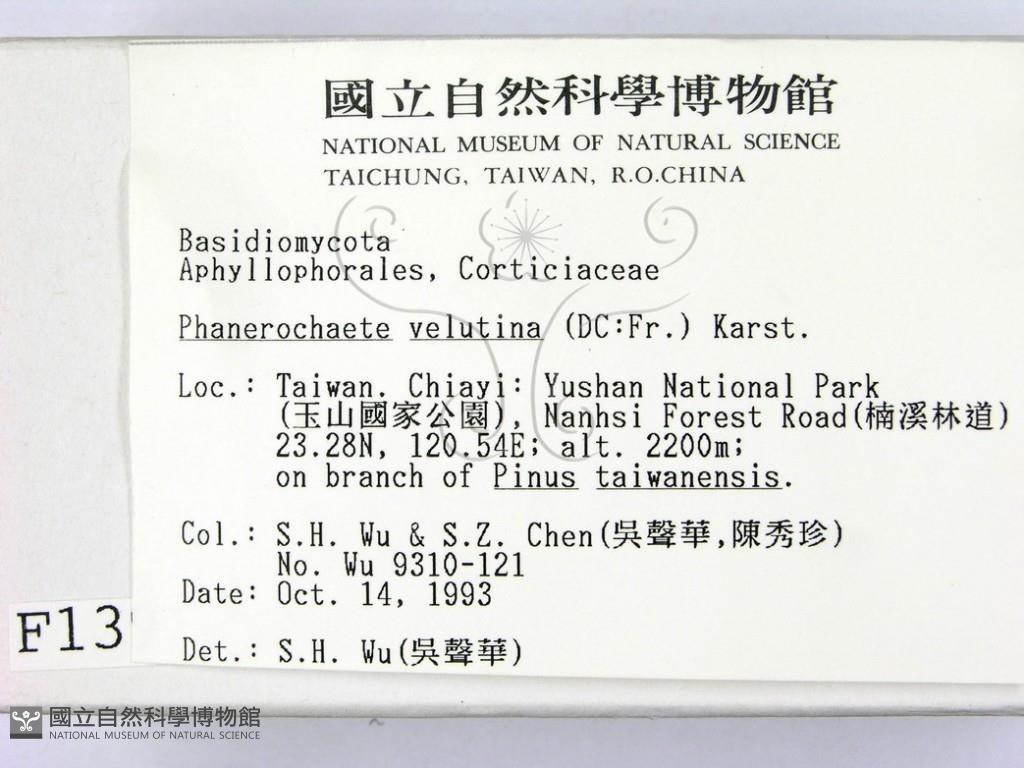 國立自然科學博物館
NATIONAL MUSEUM OF NATURAL SCIENCE
TAICHUNG, TAIWAN, R.O.CHINA
Basidiomycota
Aphyllophorales, Corticiaceae
Phanerochaete velutina (DC:Fr.) Karst.
Loc.: Taiwan. Chiayi: Yushan National Park
(玉山國家公園), Nanhsi Forest Road(楠溪林道)
23.28N, 120.54E; alt. 2200m;
on branch of Pinus taiwanensis.
Col.: S.H. Wu & S.Z. Chen(吳聲華,陳秀珍)
No. Wu 9310-121
Date: Oct. 14, 1993
Det.: S.H. Wu(吳聲華)
F13
國立自然科學博物館
NATIONAL MUSEUM OF NATURAL SCIENCE